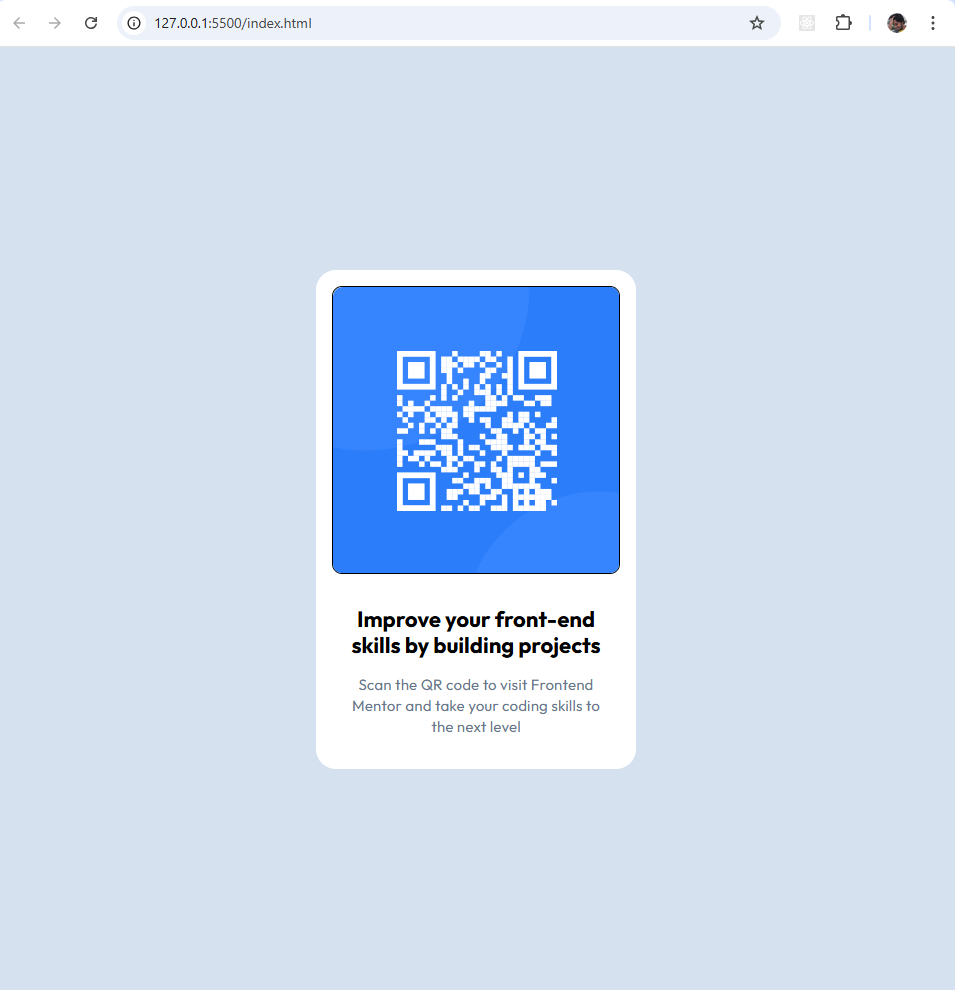 127.0.0.1:5500/index.html
Improve your front-end
skills by building projects
Scan the QR code to visit Frontend
Mentor and take your coding skills to
the next level